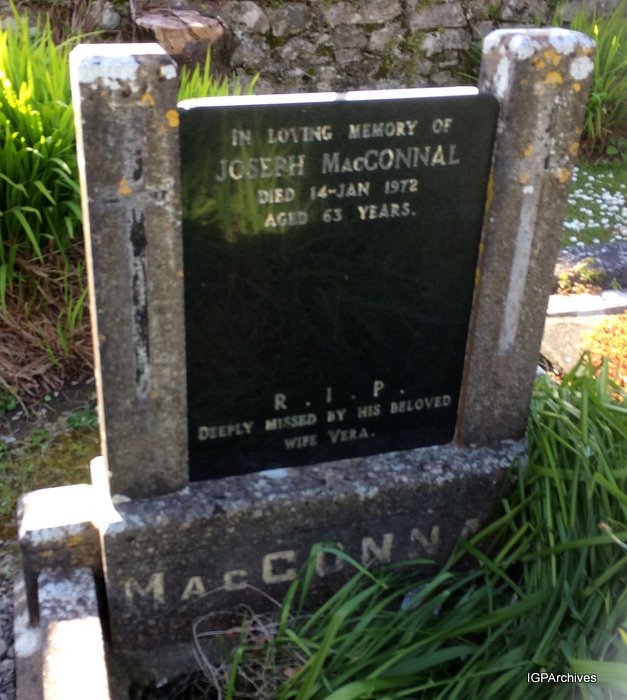 IN LOVING MEMORY OF
JOSEPH MACCONNAL
DIED 14-JAN 1972
AGED 63 YEARS.
R.I.P.
DEEPLY MISSED BY HIS BELOVED
WIFE VERA.
MACCONNA
IGPArchives